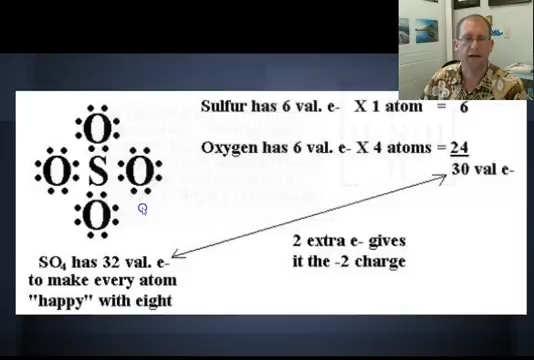 Sulfur has 6 val. e- X 1 atom = 6
Oxygen has 6 val. e- X 4 atoms = 24
30 val e-
O
O S O
O
2 extra e- gives
it the -2 charge
SO₄ has 32 val. e-
to make every atom
"happy" with eight